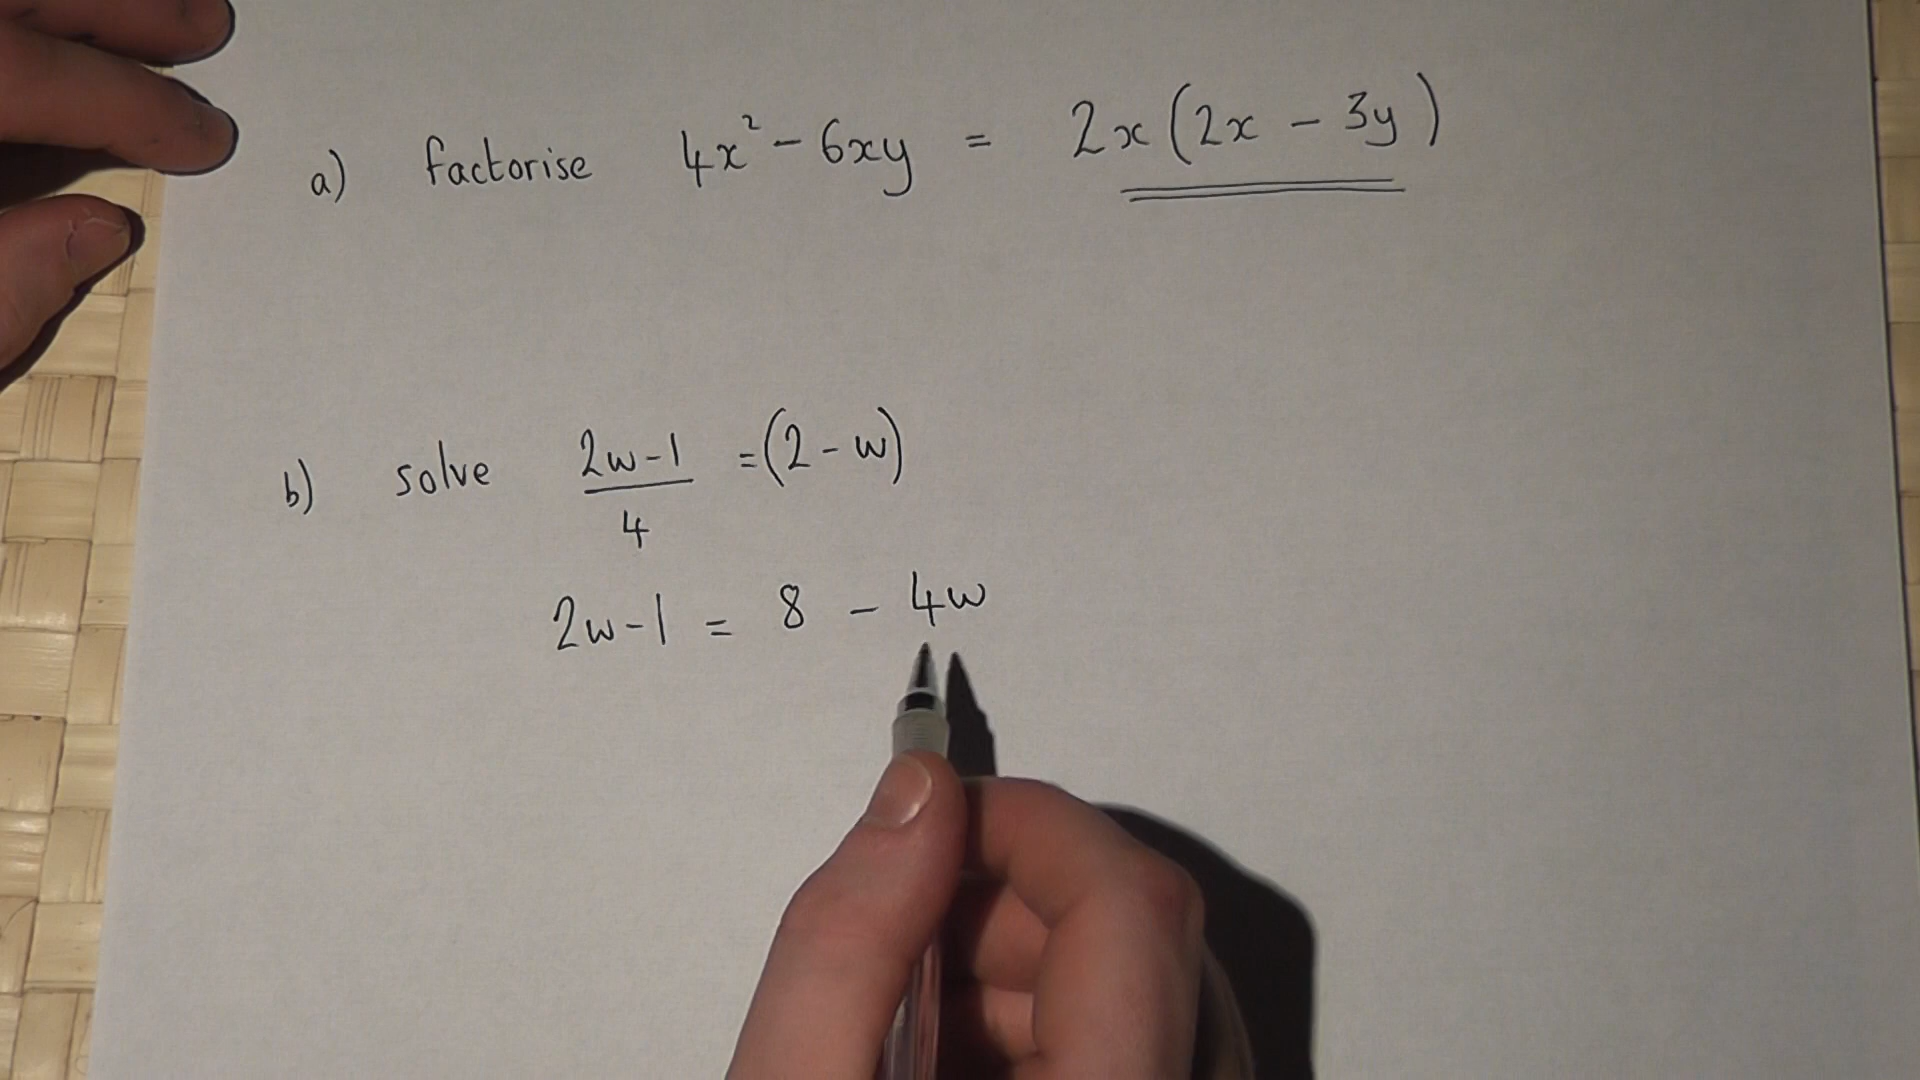 a) factorise 4x² - 6xy = 2x(2x - 3y)
b) solve 2w-1/4 = (2 - w)
2w-1 = 8 - 4w